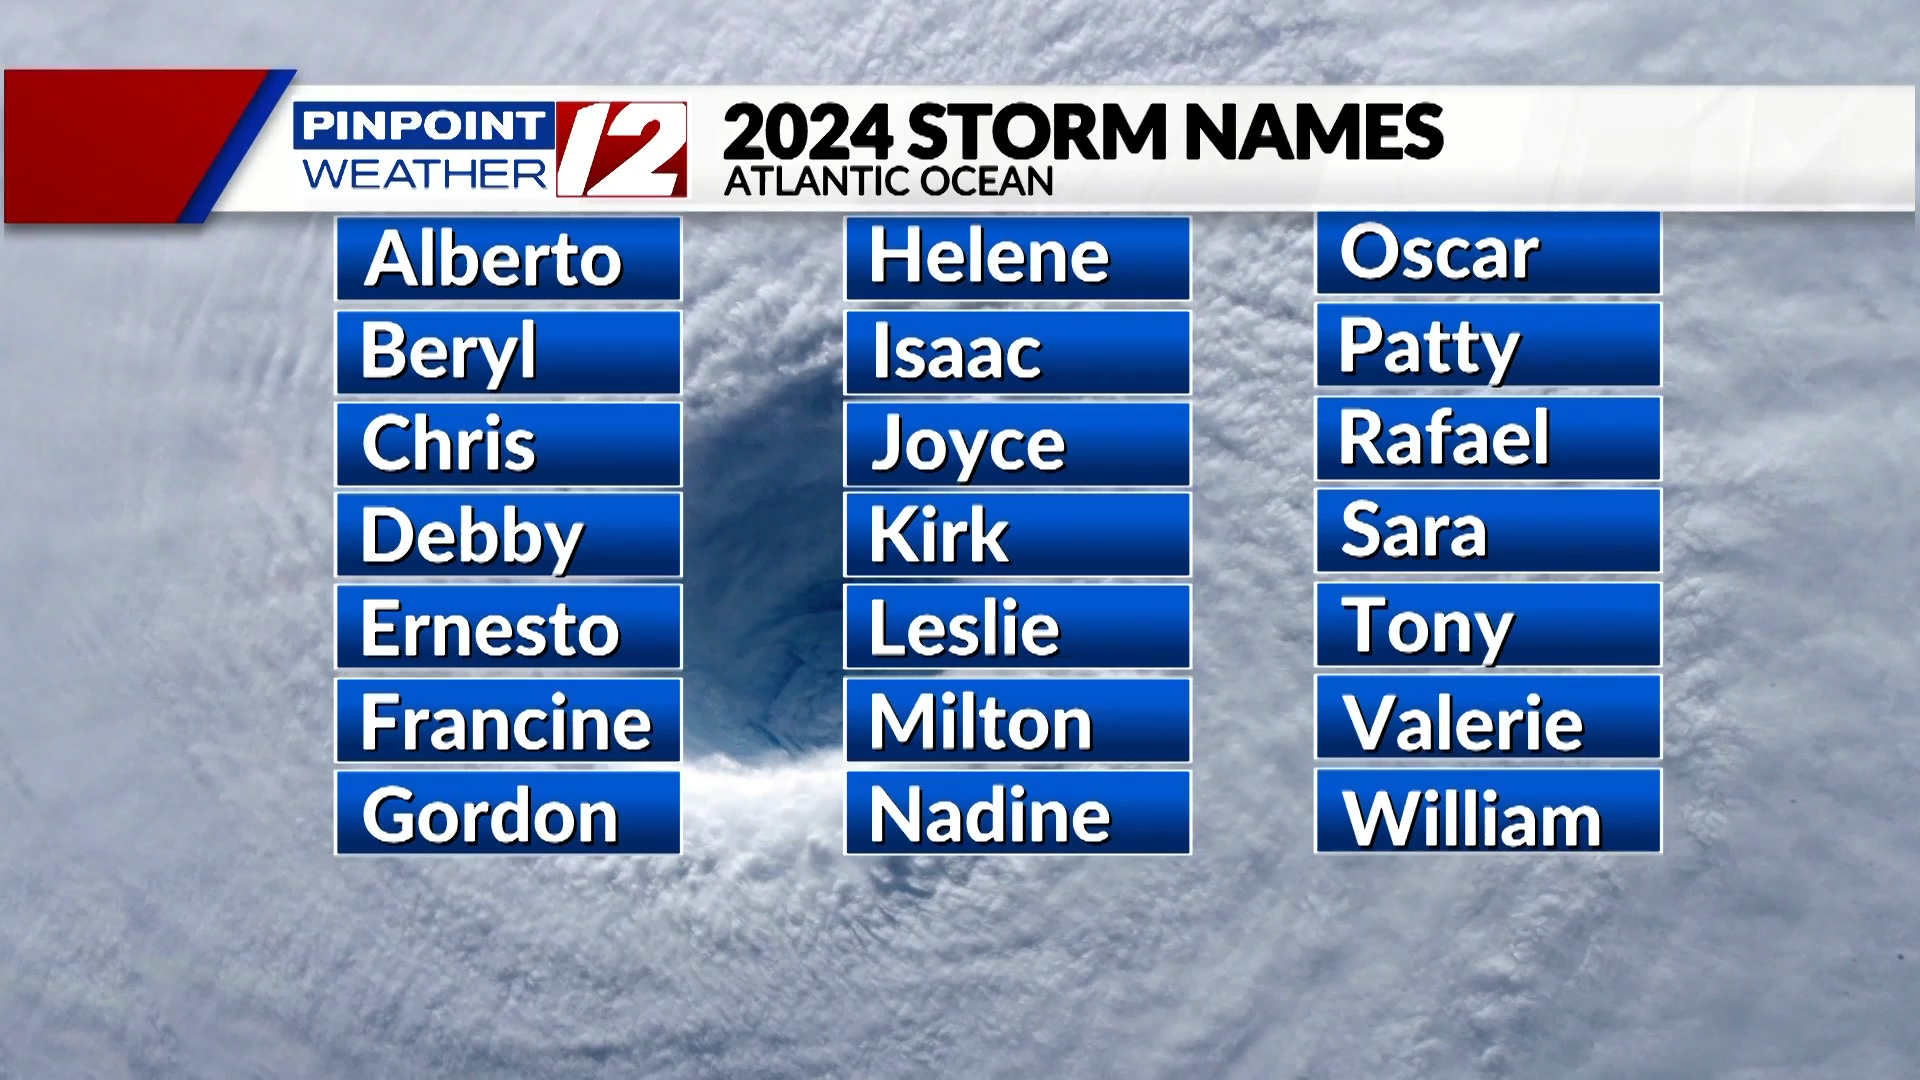 PINPOINT
WEATHER
12
2024 STORM NAMES
ATLANTIC OCEAN
Alberto
Beryl
Chris
Debby
Ernesto
Francine
Gordon
Helene
Isaac
Joyce
Kirk
Leslie
Milton
Nadine
Oscar
Patty
Rafael
Sara
Tony
Valerie
William